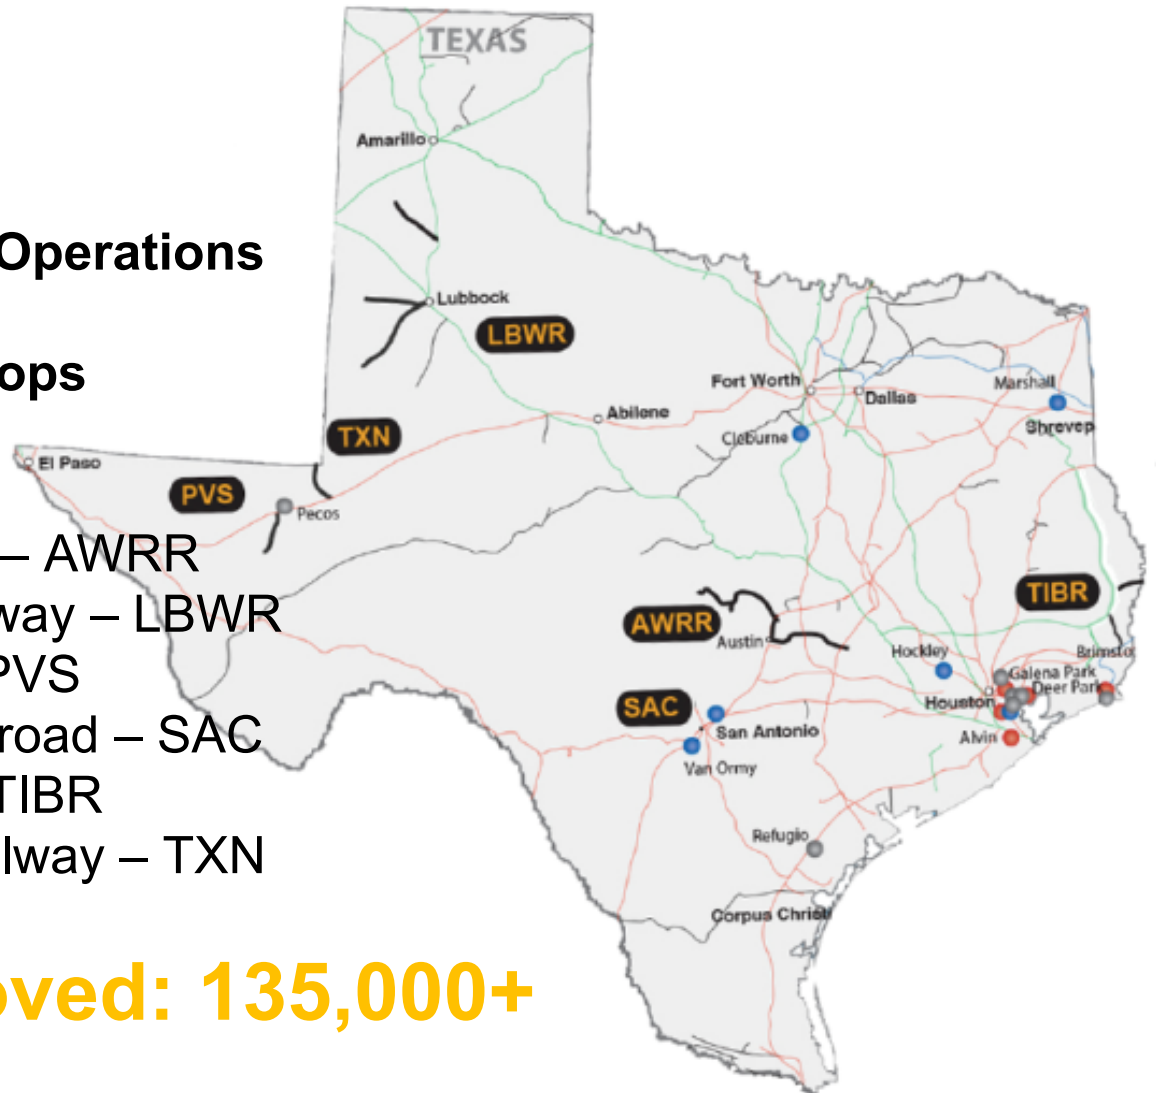 Operations
ops
– AWRR
way – LBWR
PVS
road – SAC
TIBR
lway – TXN
oved: 135,000+
TEXAS
Amarillo
Lubbock
LBWR
Fort Worth
Dallas
Marshall
Shrevep
Abilene
Cleburne
TXN
El Paso
PVS
Pecos
TIBR
AWRR
Austin
Hockley
Brimsto
Galena Park
Deer Park
Houston
SAC
San Antonio
Alvin
Van Ormy
Refugio
Corpus Christi